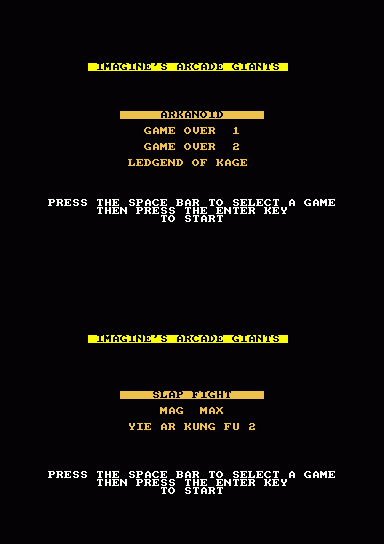 IMAGINE'S ARCADE GIANTS
ARKANOID
GAME OVER  1
GAME OVER  2
LEDGEND OF KAGE
PRESS THE SPACE BAR TO SELECT A GAME
THEN PRESS THE ENTER KEY
TO START
IMAGINE'S ARCADE GIANTS
SLAP FIGHT
MAG  MAX
YIE AR KUNG FU 2
PRESS THE SPACE BAR TO SELECT A GAME
THEN PRESS THE ENTER KEY
TO START